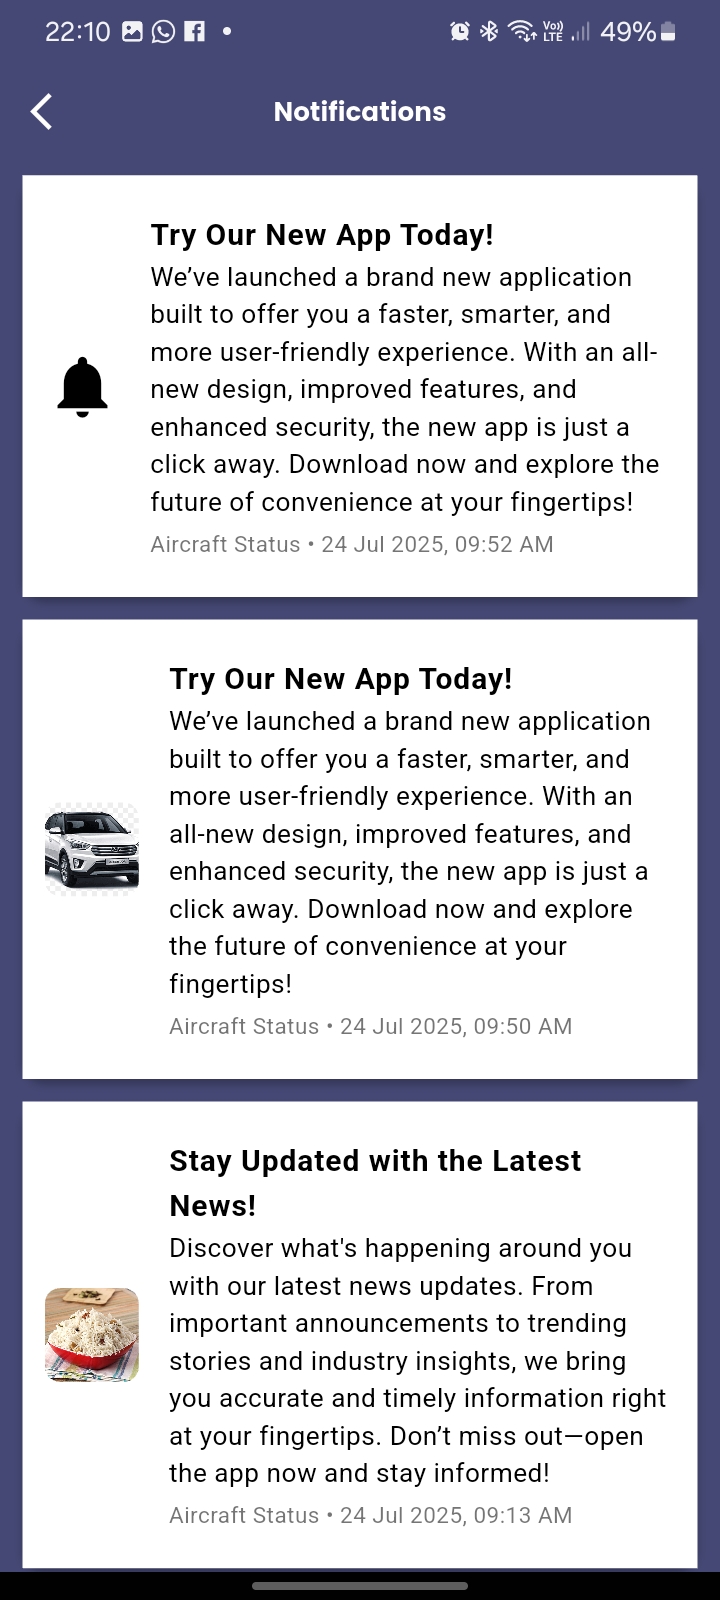 22:10
Vo))
LTE
49%
Notifications
Try Our New App Today!
We’ve launched a brand new application
built to offer you a faster, smarter, and
more user-friendly experience. With an all-
new design, improved features, and
enhanced security, the new app is just a
click away. Download now and explore the
future of convenience at your fingertips!
Aircraft Status • 24 Jul 2025, 09:52 AM
Try Our New App Today!
We’ve launched a brand new application
built to offer you a faster, smarter, and
more user-friendly experience. With an
all-new design, improved features, and
enhanced security, the new app is just a
click away. Download now and explore
the future of convenience at your
fingertips!
Aircraft Status • 24 Jul 2025, 09:50 AM
Stay Updated with the Latest
News!
Discover what's happening around you
with our latest news updates. From
important announcements to trending
stories and industry insights, we bring
you accurate and timely information right
at your fingertips. Don’t miss out—open
the app now and stay informed!
Aircraft Status • 24 Jul 2025, 09:13 AM